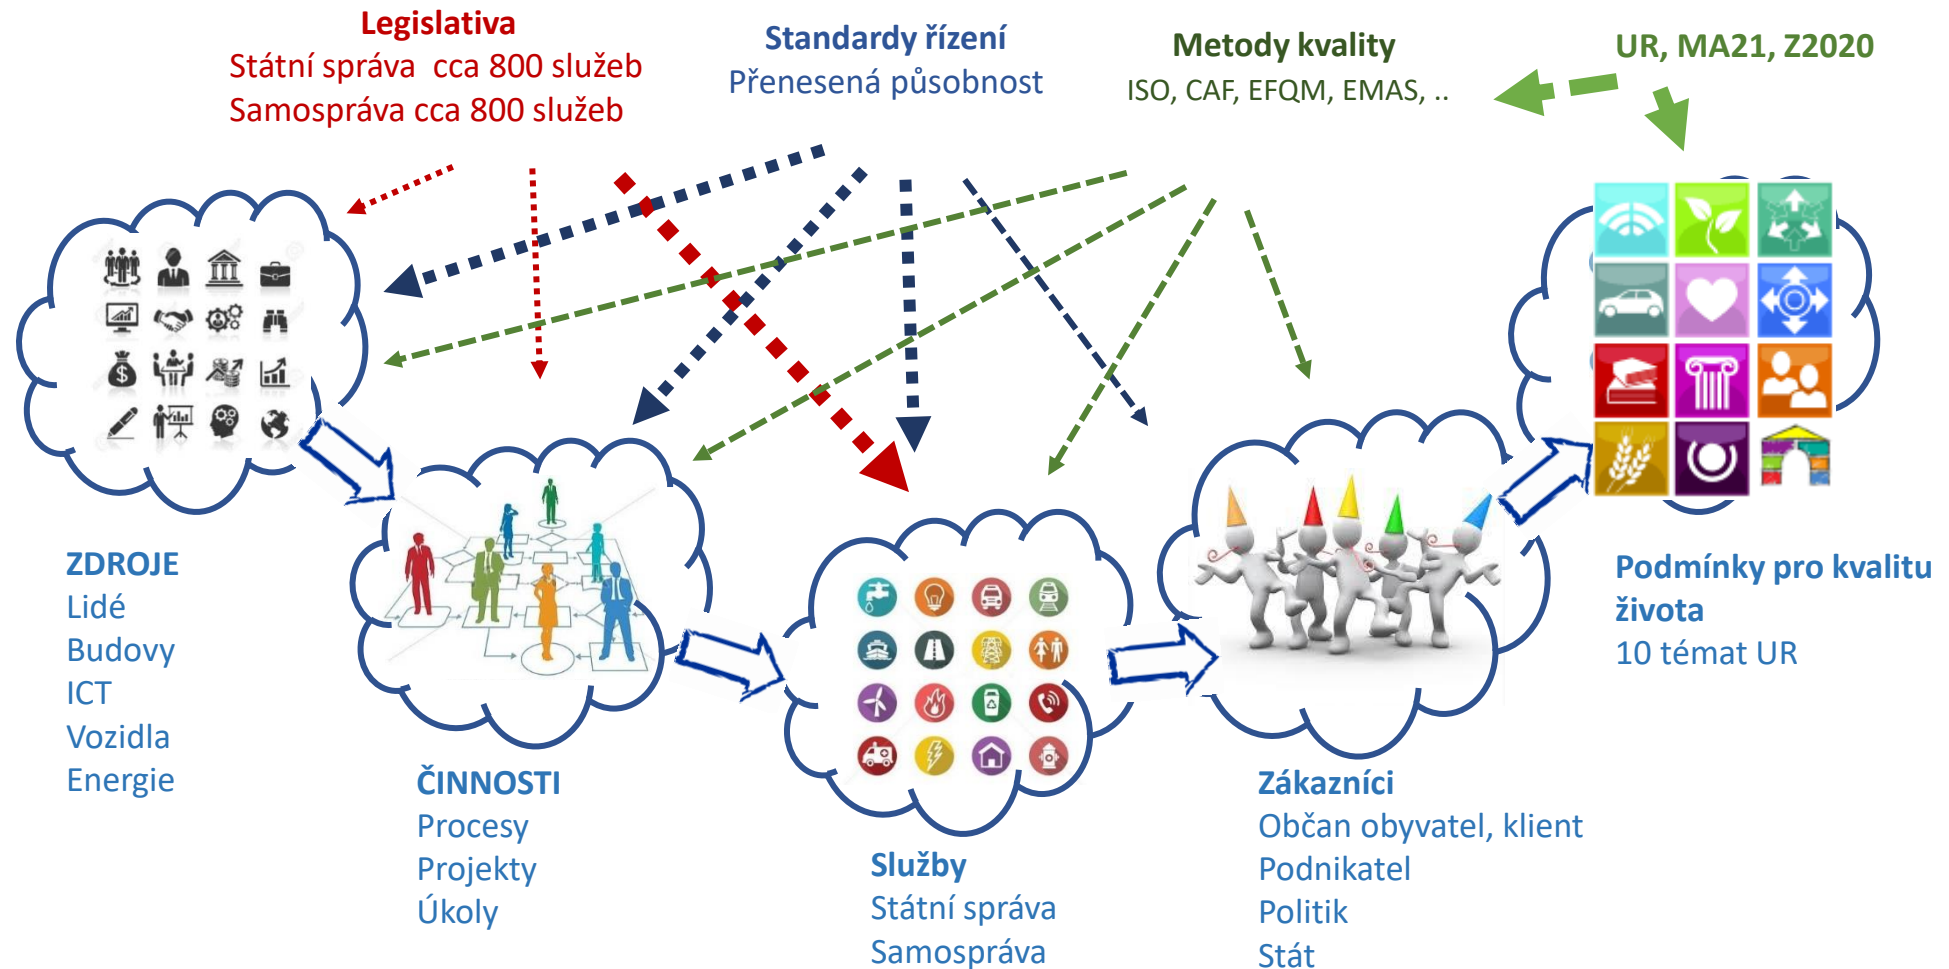 Legislativa
Státní správa cca 800 služeb
Samospráva cca 800 služeb
Standardy řízení
Přenesená působnost
Metody kvality
ISO, CAF, EFQM, EMAS, ..
UR, MA21, Z2020
ZDROJE
Lidé
Budovy
ICT
Vozidla
Energie
ČINNOSTI
Procesy
Projekty
Úkoly
Služby
Státní správa
Samospráva
Zákazníci
Občan obyvatel, klient
Podnikatel
Politik
Stát
Podmínky pro kvalitu
života
10 témat UR